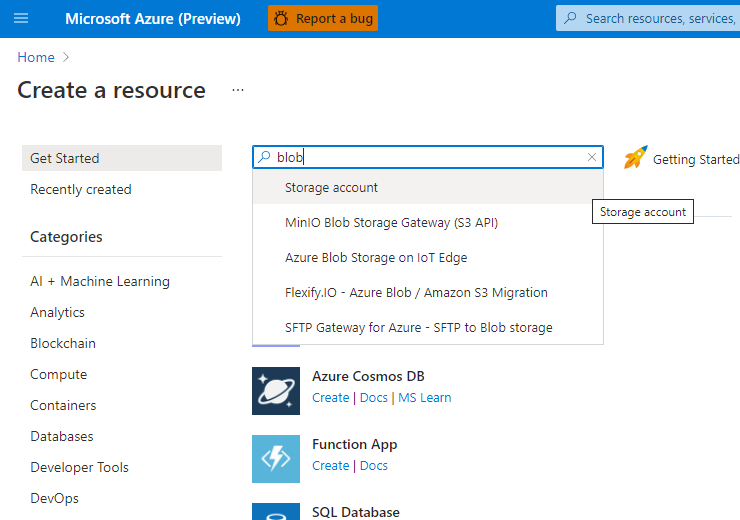 Microsoft Azure (Preview)
Report a bug
Search resources, services,
Home
Create a resource
...
Get Started
Recently created
Categories
AI + Machine Learning
Analytics
Blockchain
Compute
Containers
Databases
Developer Tools
DevOps
blob
Storage account
MinIO Blob Storage Gateway (S3 API)
Azure Blob Storage on IoT Edge
Flexify.IO - Azure Blob / Amazon S3 Migration
SFTP Gateway for Azure - SFTP to Blob storage
Getting Started
Storage account
Azure Cosmos DB
Create | Docs | MS Learn
Function App
Create | Docs
SQL Database